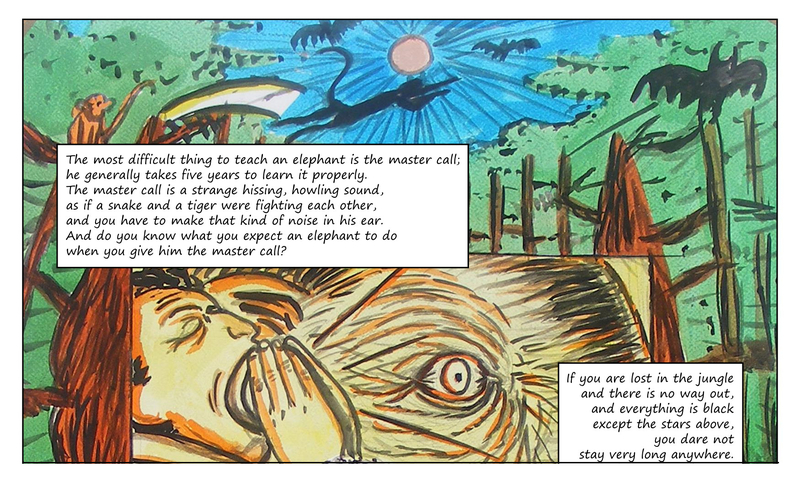 The most difficult thing to teach an elephant is the master call;
he generally takes five years to learn it properly.
The master call is a strange hissing, howling sound,
as if a snake and a tiger were fighting each other,
and you have to make that kind of noise in his ear.
And do you know what you expect an elephant to do
when you give him the master call?
If you are lost in the jungle
and there is no way out,
and everything is black
except the stars above,
you dare not
stay very long anywhere.